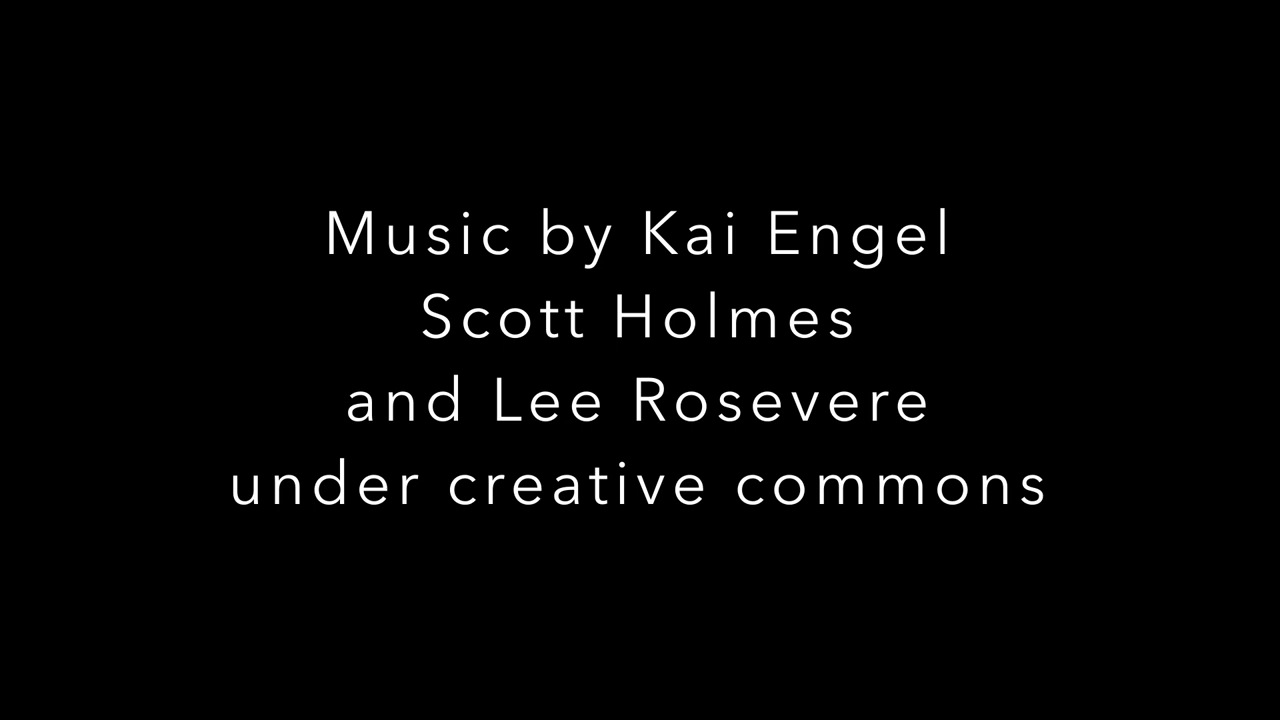 Music by Kai Engel
Scott Holmes
and Lee Rosevere
under creative commons